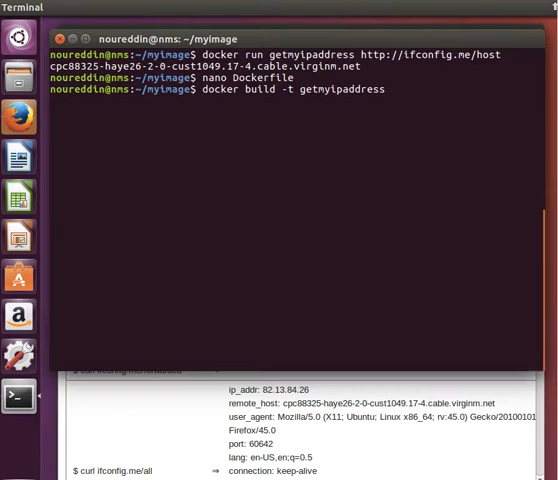 Terminal
noureddin@nms: ~/myimage
noureddin@nms:~/myimage$ docker run getmyipaddress http://ifconfig.me/host
cpc88325-haye26-2-0-cust1049.17-4.cable.virginm.net
noureddin@nms:~/myimage$ nano Dockerfile
noureddin@nms:~/myimage$ docker build -t getmyipaddress
ip_addr: 82.13.84.26
remote_host: cpc88325-haye26-2-0-cust1049.17-4.cable.virginm.net
user_agent: Mozilla/5.0 (X11; Ubuntu; Linux x86_64; rv:45.0) Gecko/20100101
Firefox/45.0
port: 60642
lang: en-US,en;q=0.5
$ curl ifconfig.me/all ⇒ connection: keep-alive